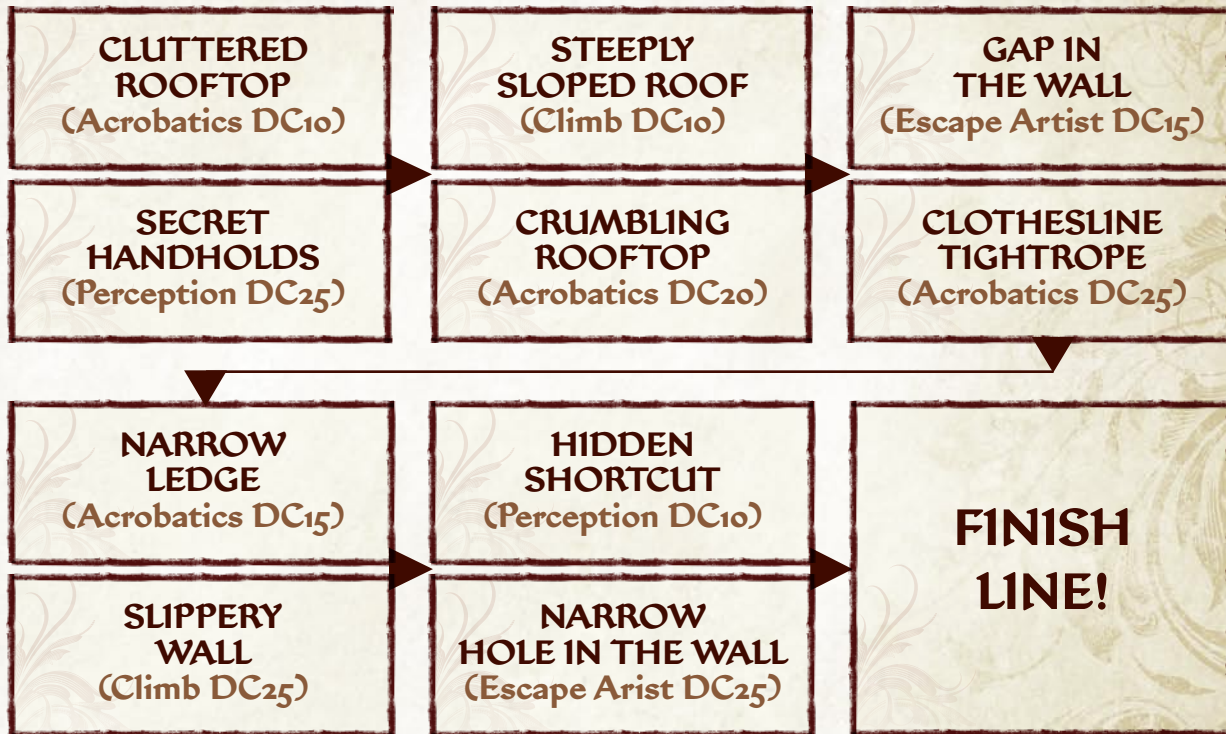 CLUTTERED
ROOFTOP
(Acrobatics DC10)
SECRET
HANDHOLDS
(Perception DC25)
STEEPLY
SLOPED ROOF
(Climb DC10)
CRUMBLING
ROOFTOP
(Acrobatics DC20)
GAP IN
THE WALL
(Escape Artist DC15)
CLOTHESLINE
TIGHTROPE
(Acrobatics DC25)
NARROW
LEDGE
(Acrobatics DC15)
SLIPPERY
WALL
(Climb DC25)
HIDDEN
SHORTCUT
(Perception DC10)
NARROW
HOLE IN THE WALL
(Escape Arist DC25)
FINISH
LINE!